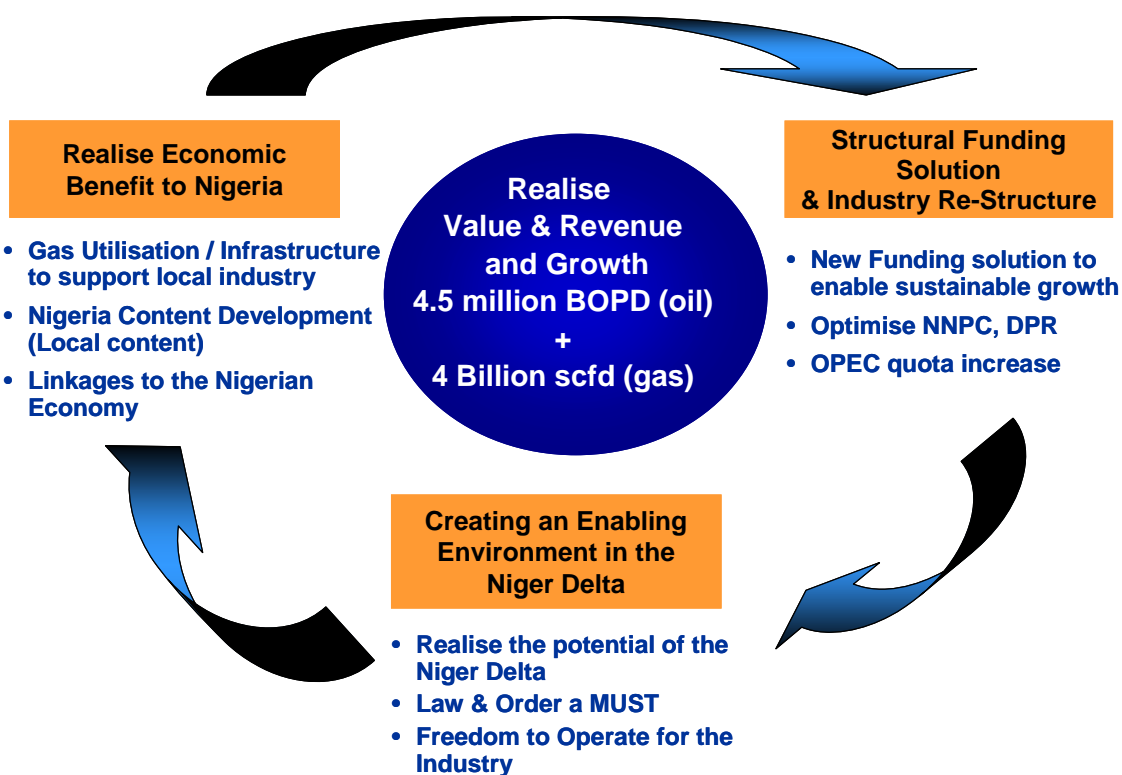 Realise Economic
Benefit to Nigeria
• Gas Utilisation / Infrastructure
to support local industry
• Nigeria Content Development
(Local content)
• Linkages to the Nigerian
Economy
Realise
Value & Revenue
and Growth
4.5 million BOPD (oil)
+
4 Billion scfd (gas)
Structural Funding
Solution
& Industry Re-Structure
• New Funding solution to
enable sustainable growth
• Optimise NNPC, DPR
• OPEC quota increase
Creating an Enabling
Environment in the
Niger Delta
• Realise the potential of the
Niger Delta
• Law & Order a MUST
• Freedom to Operate for the
Industry